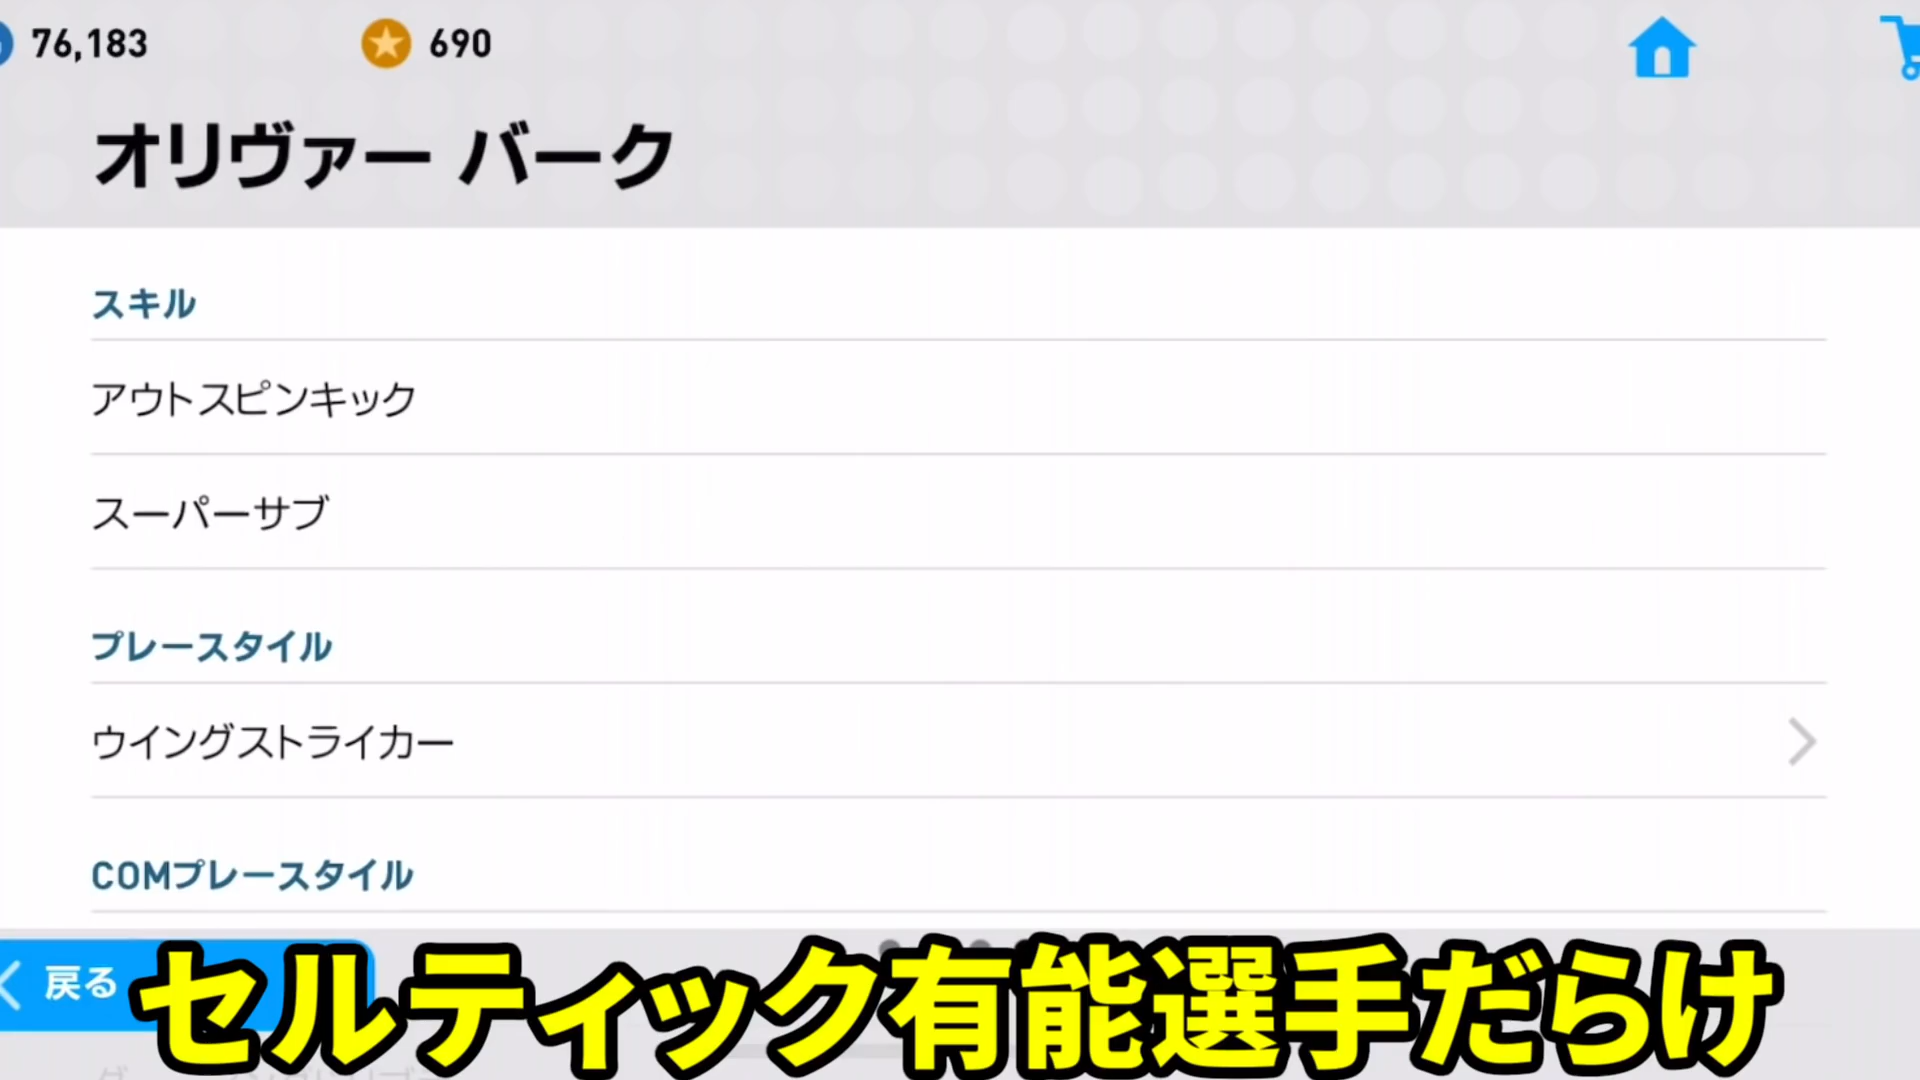 76,183 690
オリヴァー バーク
スキル
アウトスピンキック
スーパーサブ
プレースタイル
ウイングストライカー
COMプレースタイル
戻る
セルティック有能選手だらけ